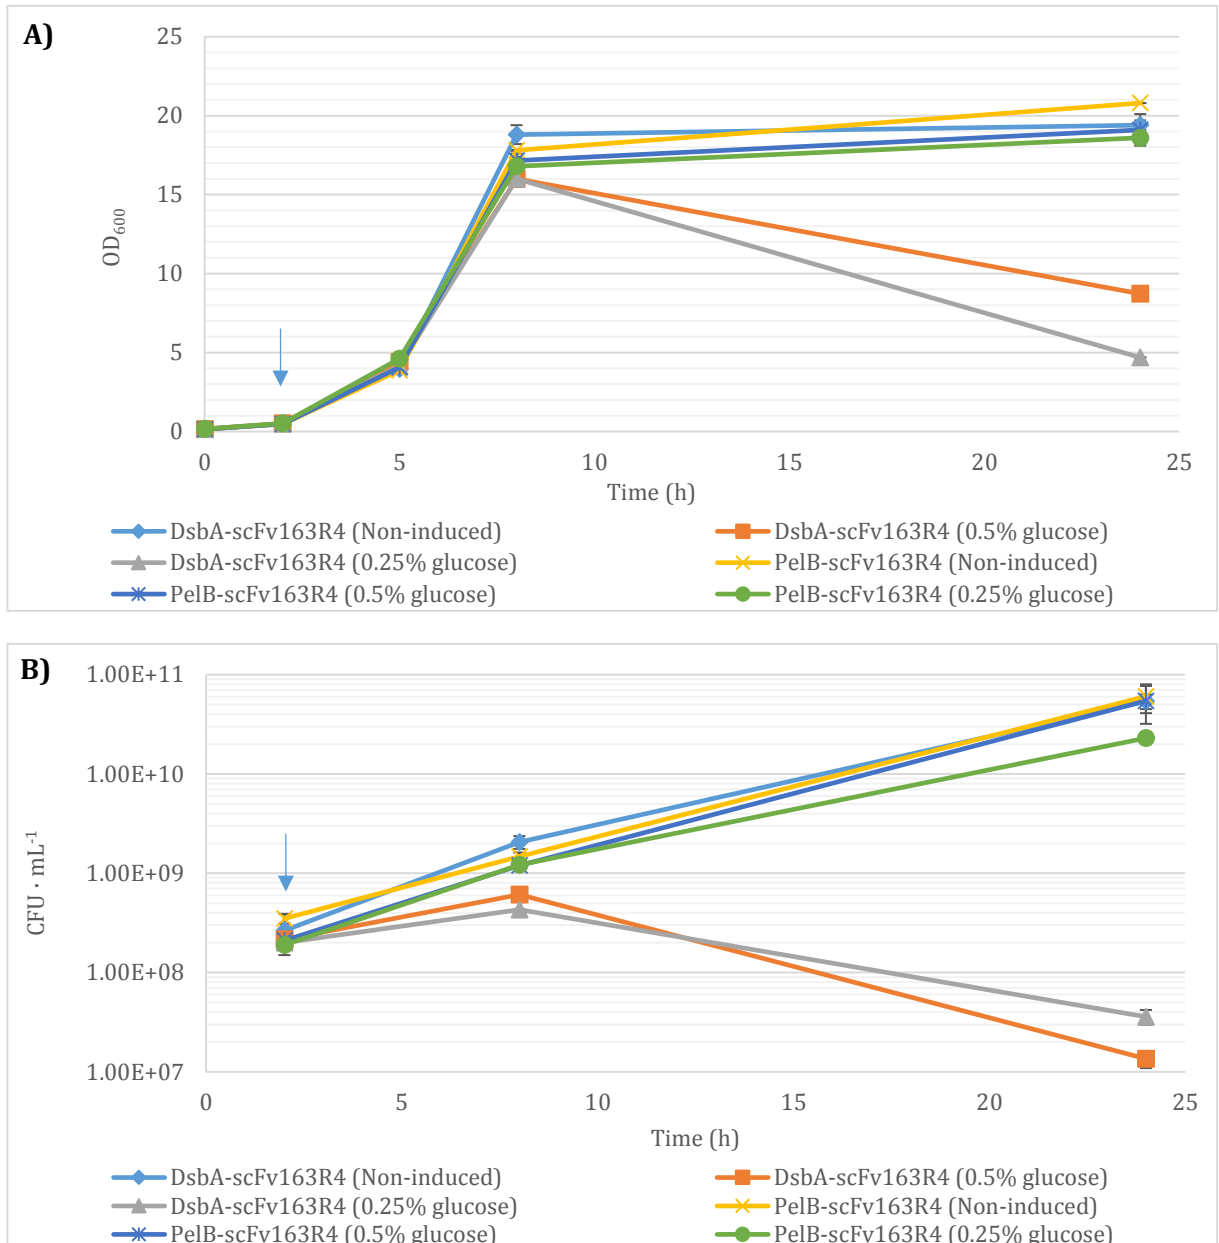 A)
25
20
15
10
5
0
OD600
0 5 10 15 20 25
Time (h)
DsbA-scFv163R4 (Non-induced) DsbA-scFv163R4 (0.5% glucose)
DsbA-scFv163R4 (0.25% glucose) PelB-scFv163R4 (Non-induced)
PelB-scFv163R4 (0.5% glucose) PelB-scFv163R4 (0.25% glucose)
B)
1.00E+11
1.00E+10
1.00E+09
1.00E+08
1.00E+07
CFU · mL-1
0 5 10 15 20 25
Time (h)
DsbA-scFv163R4 (Non-induced) DsbA-scFv163R4 (0.5% glucose)
DsbA-scFv163R4 (0.25% glucose) PelB-scFv163R4 (Non-induced)
PelB-scFv163R4 (0.5% glucose) PelB-scFv163R4 (0.25% glucose)